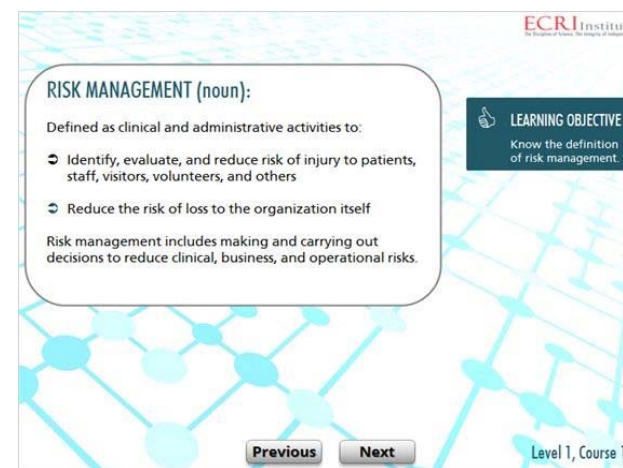 ECRI Institu
RISK MANAGEMENT (noun):
Defined as clinical and administrative activities to:
Identify, evaluate, and reduce risk of injury to patients,
staff, visitors, volunteers, and others
Reduce the risk of loss to the organization itself
Risk management includes making and carrying out
decisions to reduce clinical, business, and operational risks.
LEARNING OBJECTIVE
Know the definition
of risk management.
Previous
Next
Level 1, Course 1